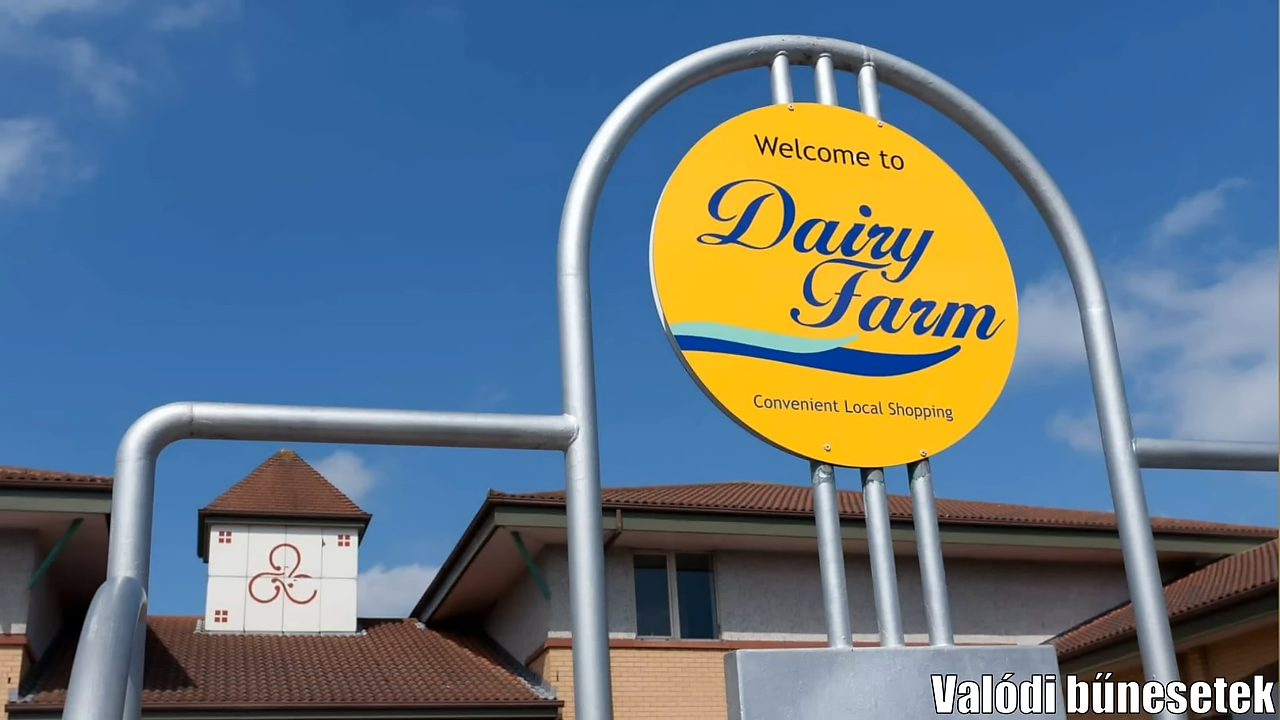 Welcome to
Dairy
Farm
Convenient Local Shopping
Valódi bűnesetek